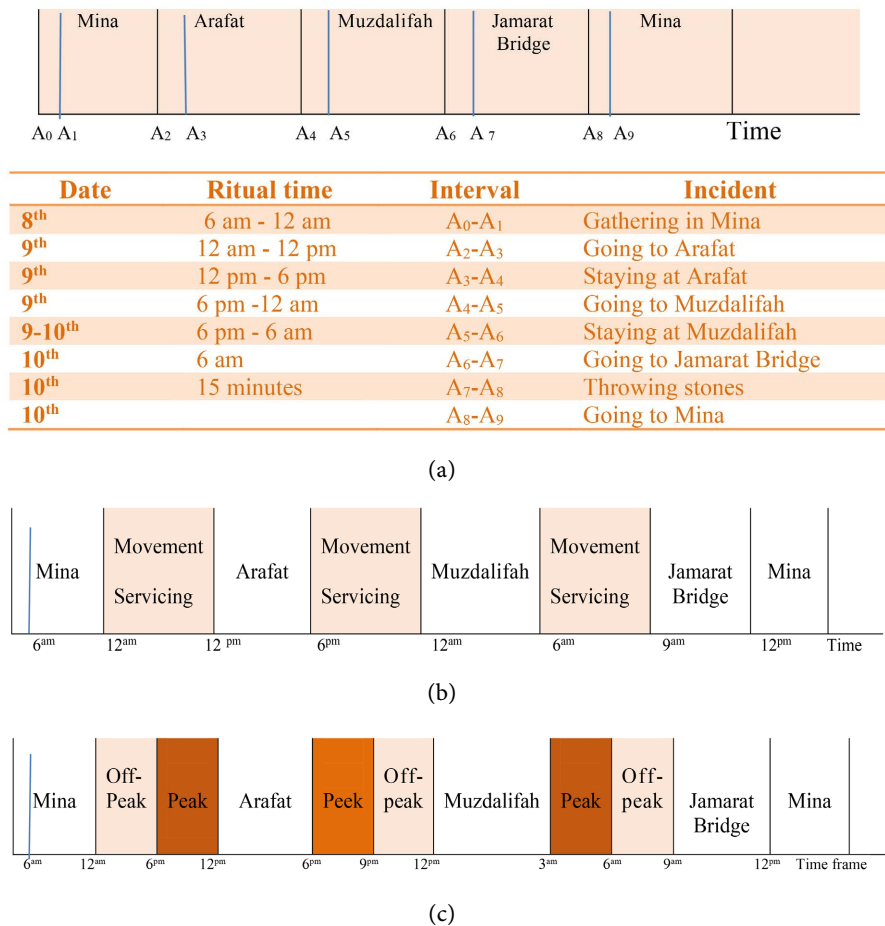 Mina Arafat Muzdalifah Jamarat Mina
Bridge
A0 A1 A2 A3 A4 A5 A6 A 7 A8 A9 Time
Date Ritual time Interval Incident
8th 6 am - 12 am A0-A1 Gathering in Mina
9th 12 am - 12 pm A2-A3 Going to Arafat
9th 12 pm - 6 pm A3-A4 Staying at Arafat
9th 6 pm -12 am A4-A5 Going to Muzdalifah
9-10th 6 pm - 6 am A5-A6 Staying at Muzdalifah
10th 6 am A6-A7 Going to Jamarat Bridge
10th 15 minutes A7-A8 Throwing stones
10th A8-A9 Going to Mina
(a)
Movement Movement Movement
Mina Arafat Muzdalifah Jamarat Mina
Servicing Servicing Servicing Bridge
6am 12am 12 pm 6pm 12am 6am 9am 12pm Time
(b)
Off- Off- Off-
Mina Peak Peak Arafat Peek peak Muzdalifah Peak peak Jamarat Mina
Bridge
6am 12am 6pm 12pm 6pm 9pm 12pm 3am 6am 9am 12pm Time frame
(c)